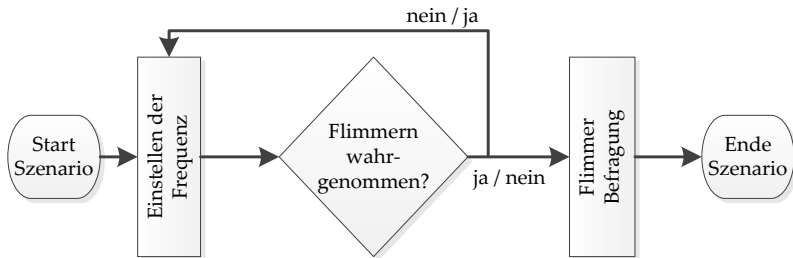 nein / ja
Start
Szenario
Einstellen der
Frequenz
Flimmern
wahr-
genommen?
ja / nein
Flimmer
Befragung
Ende
Szenario